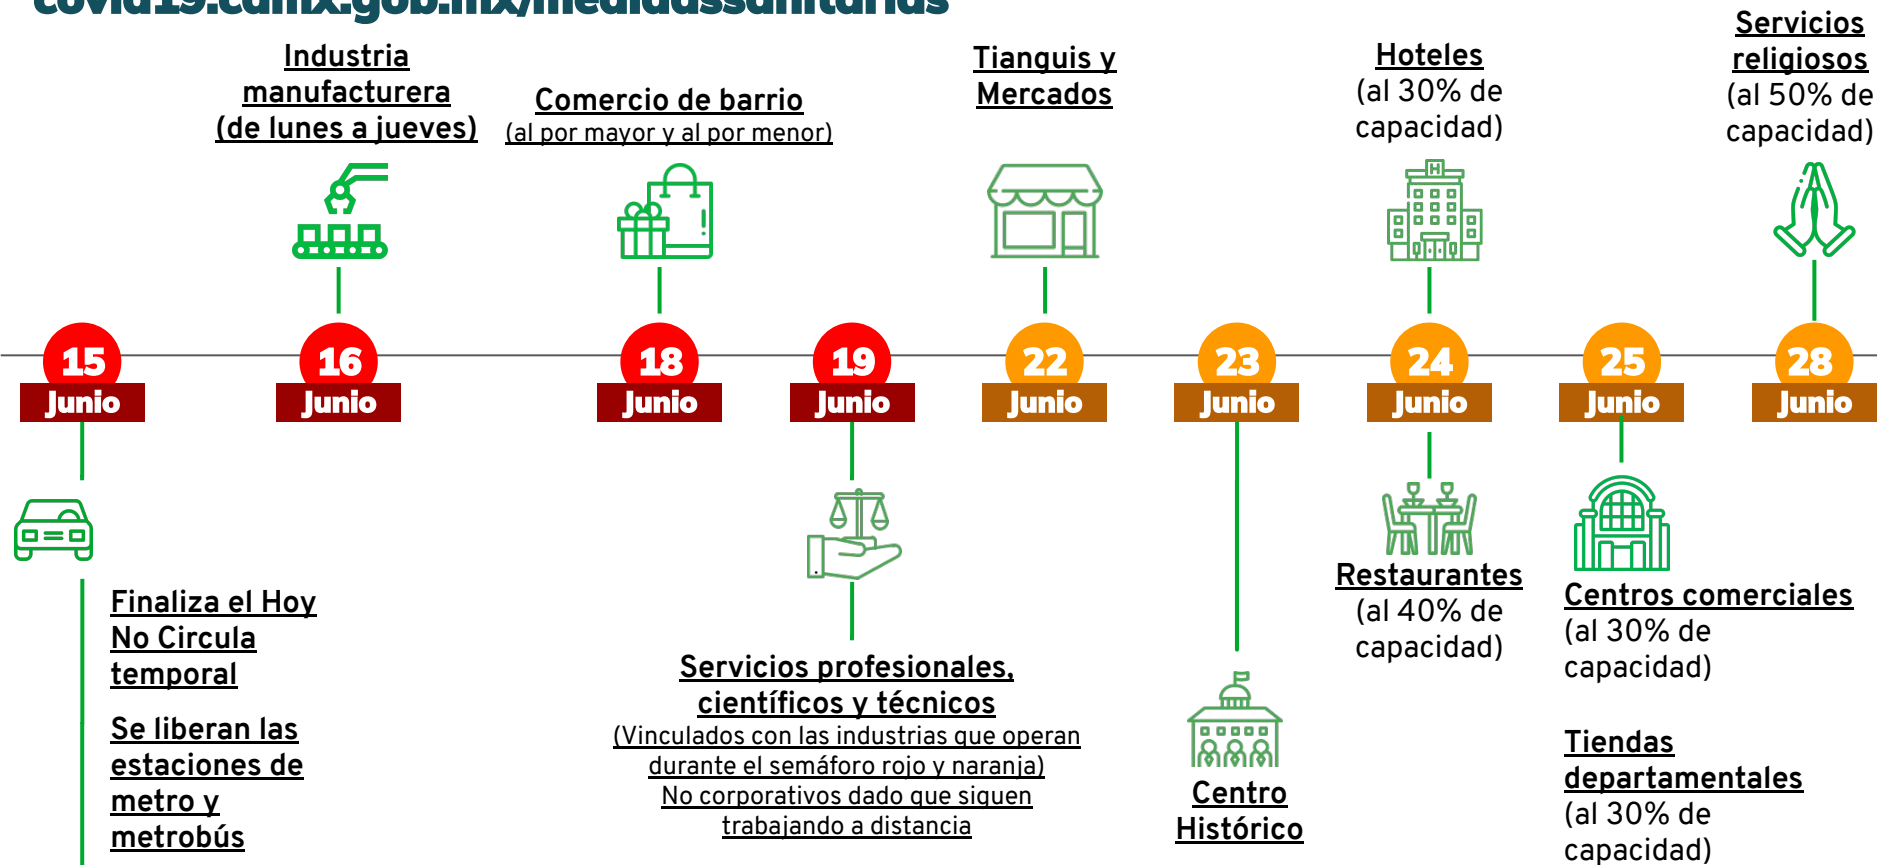 covid19.cdmx.gob.mx/medidassanitarias
Industria
manufacturera
(de lunes a jueves)
Comercio de barrio
(al por mayor y al por menor)
Tianguis y
Mercados
Hoteles
(al 30% de
capacidad)
Servicios
religiosos
(al 50% de
capacidad)
H
15
Junio
16
Junio
18
Junio
19
Junio
22
Junio
23
Junio
24
Junio
25
Junio
28
Junio
Finaliza el Hoy
No Circula
temporal
Se liberan las
estaciones de
metro y
metrobús
Servicios profesionales,
científicos y técnicos
(Vinculados con las industrias que operan
durante el semáforo rojo y naranja)
No corporativos dado que siguen
trabajando a distancia
Centro
Histórico
Restaurantes
(al 40% de
capacidad)
Centros comerciales
(al 30% de
capacidad)
Tiendas
departamentales
(al 30% de
capacidad)